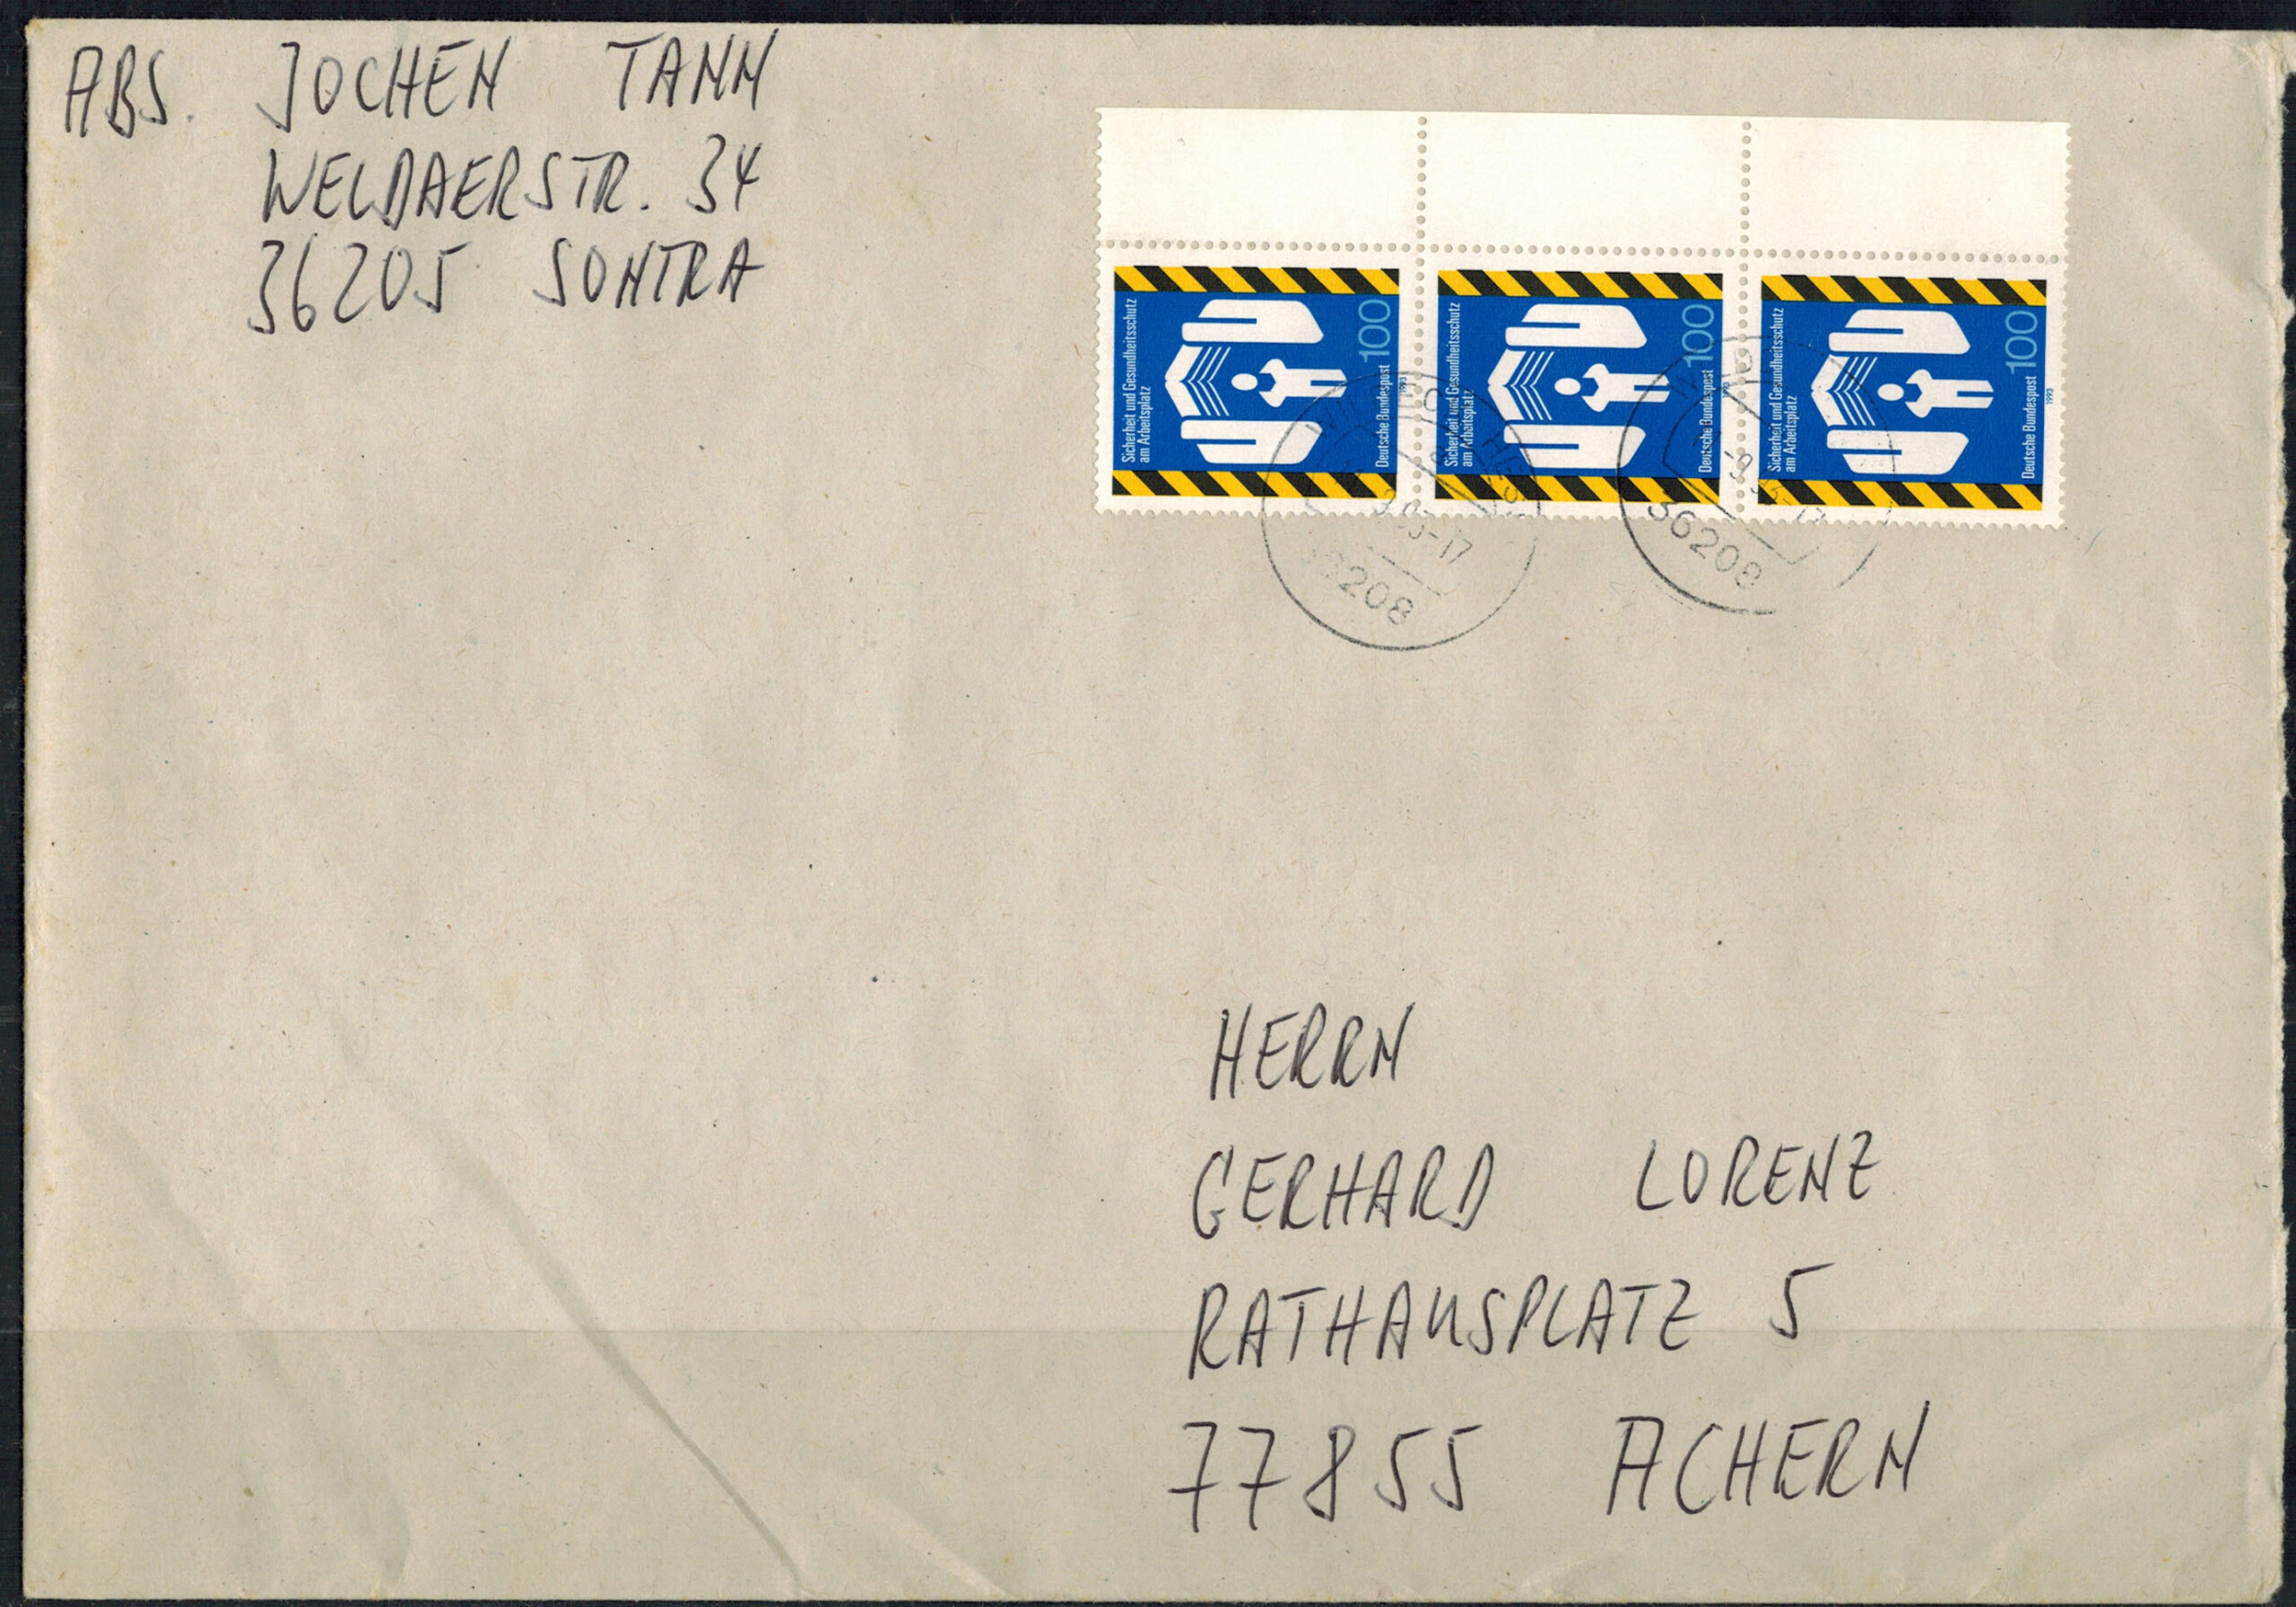 ABS. JOCHEN TANN
WELDAERSTR. 34
36205 SONTRA
Sicherheit und Gesundheitsschutz
am Arbeitsplatz
Deutsche Bundespost 100
1993
Sicherheit und Gesundheitsschutz
am Arbeitsplatz
Deutsche Bundespost 100
1993
Sicherheit und Gesundheitsschutz
am Arbeitsplatz
Deutsche Bundespost 100
1993
36208
HERRN
GERHARD LORENZ
RATHAUSPLATZ 5
77855 ACHERN